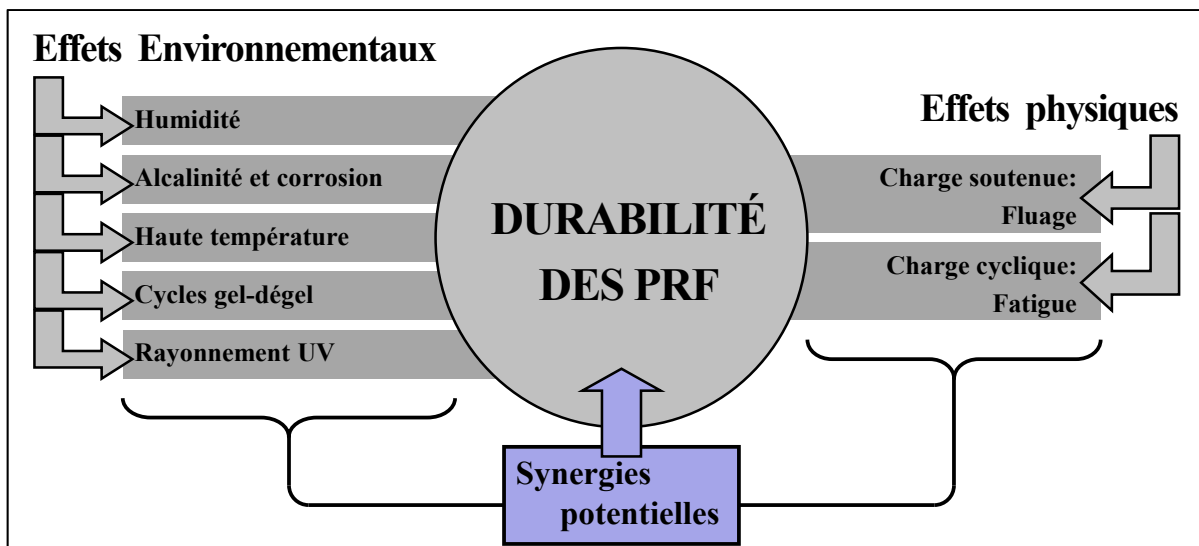 Effets Environnementaux
Humidité
Alcalinité et corrosion
Haute température
Cycles gel-dégel
Rayonnement UV
DURABILITÉ
DES PRF
Effets physiques
Charge soutenue:
Fluage
Charge cyclique:
Fatigue
Synergies
potentielles